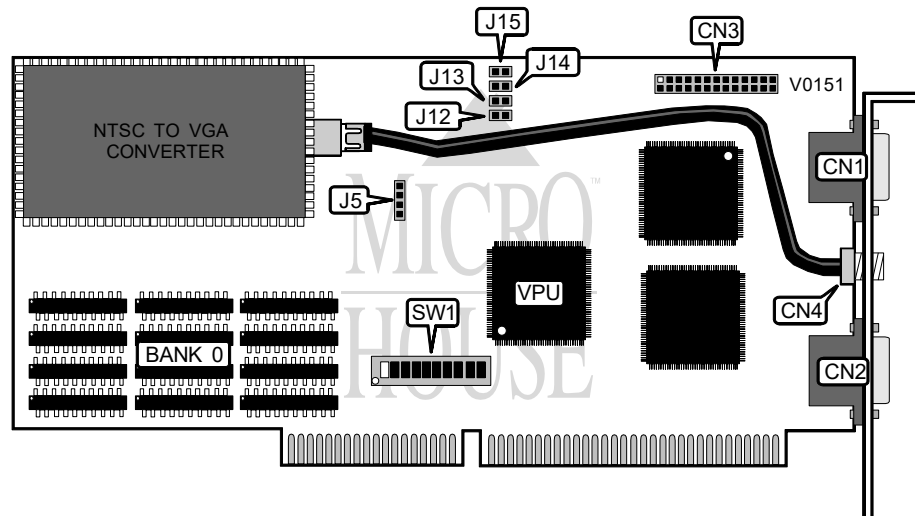 J15
CN3
J13
J14
V0151
J12
NTSC TO VGA
CONVERTER
CN1
J5
MICRO™
HOUSE
VPU
SW1
CN4
BANK 0
CN2